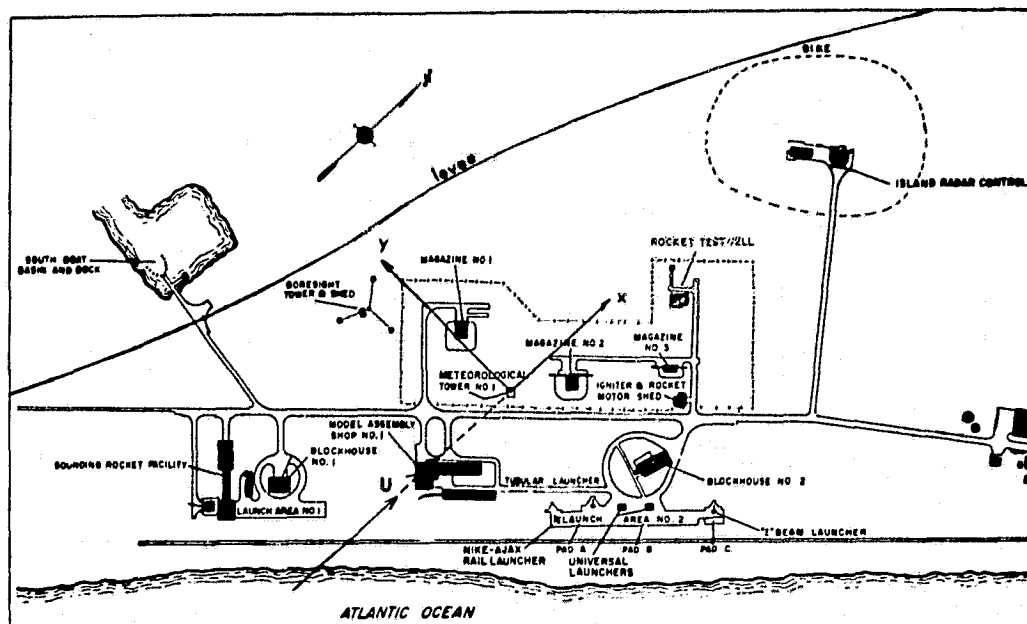 N
DIKE
levee
ISLAND RADAR CONTROL
SOUTH BOAT
BASIN AND DOCK
Y
MAGAZINE NO. 1
ROCKET TEST CELL
BORESIGHT
TOWER & SHED
X
MAGAZINE NO. 2
MAGAZINE
NO. 3
METEOROLOGICAL
TOWER NO. 1
IGNITER & ROCKET
MOTOR SHED
MODEL ASSEMBLY
SHOP NO. 1
SOUNDING ROCKET FACILITY
BLOCKHOUSE
NO. 1
U
TUBULAR LAUNCHER
BLOCKHOUSE NO. 2
LAUNCH AREA NO. 1
LAUNCH AREA NO. 2
"I" BEAM LAUNCHER
NIKE-AJAX
RAIL LAUNCHER
PAD A
PAD B
PAD C
UNIVERSAL
LAUNCHERS
ATLANTIC OCEAN